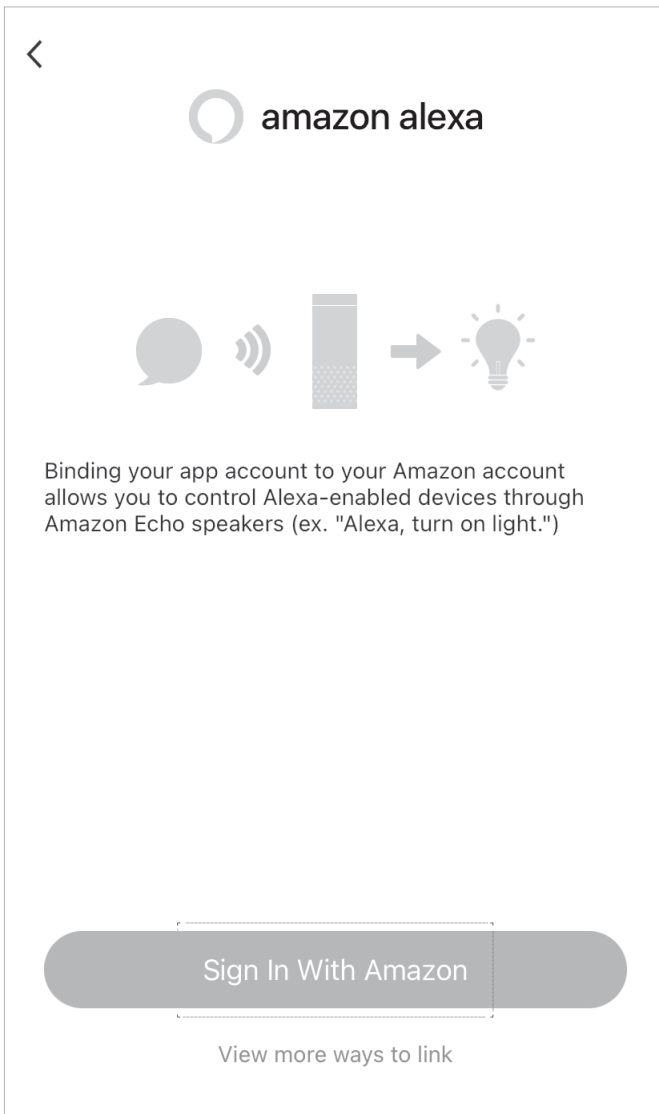 amazon alexa
Binding your app account to your Amazon account
allows you to control Alexa-enabled devices through
Amazon Echo speakers (ex. "Alexa, turn on light.")
Sign In With Amazon
View more ways to link